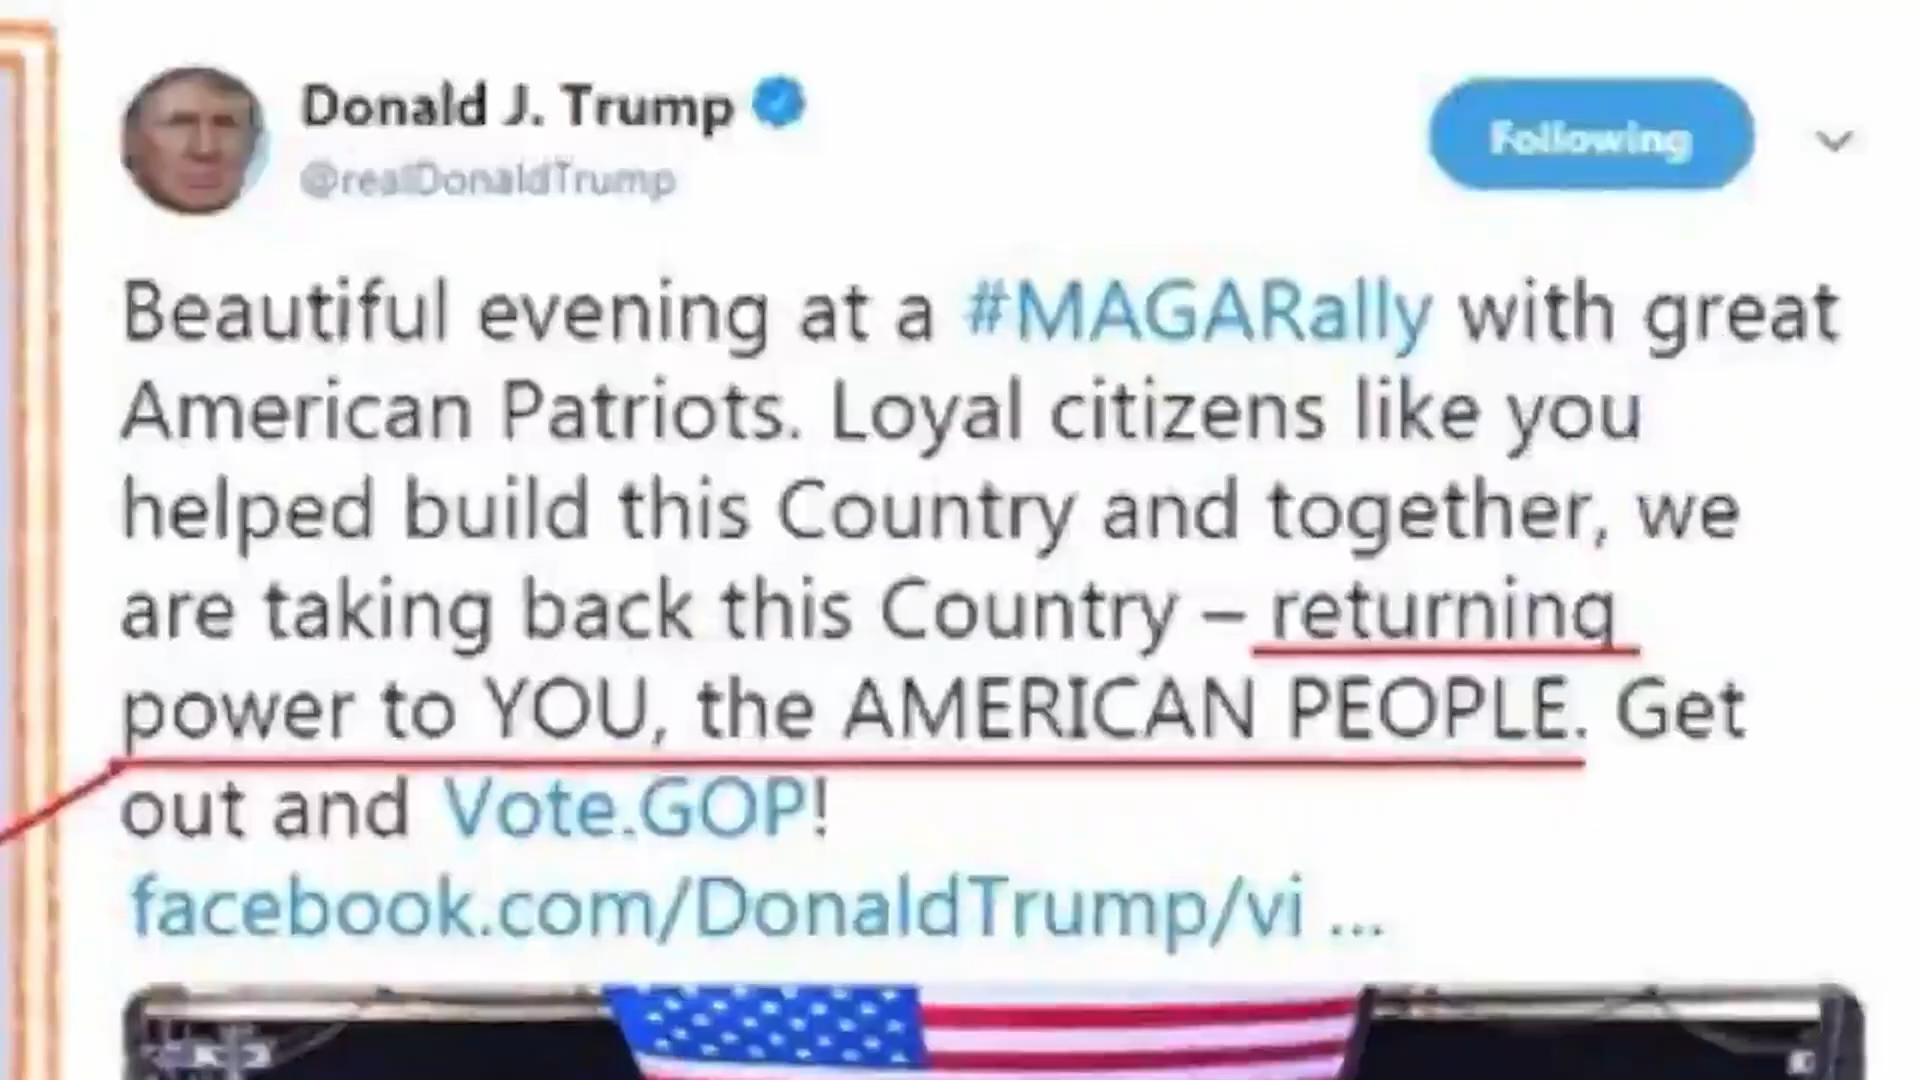 Donald J. Trump
@realDonaldTrump
Following
Beautiful evening at a #MAGARally with great
American Patriots. Loyal citizens like you
helped build this Country and together, we
are taking back this Country – returning
power to YOU, the AMERICAN PEOPLE. Get
out and Vote.GOP!
facebook.com/DonaldTrump/vi ...